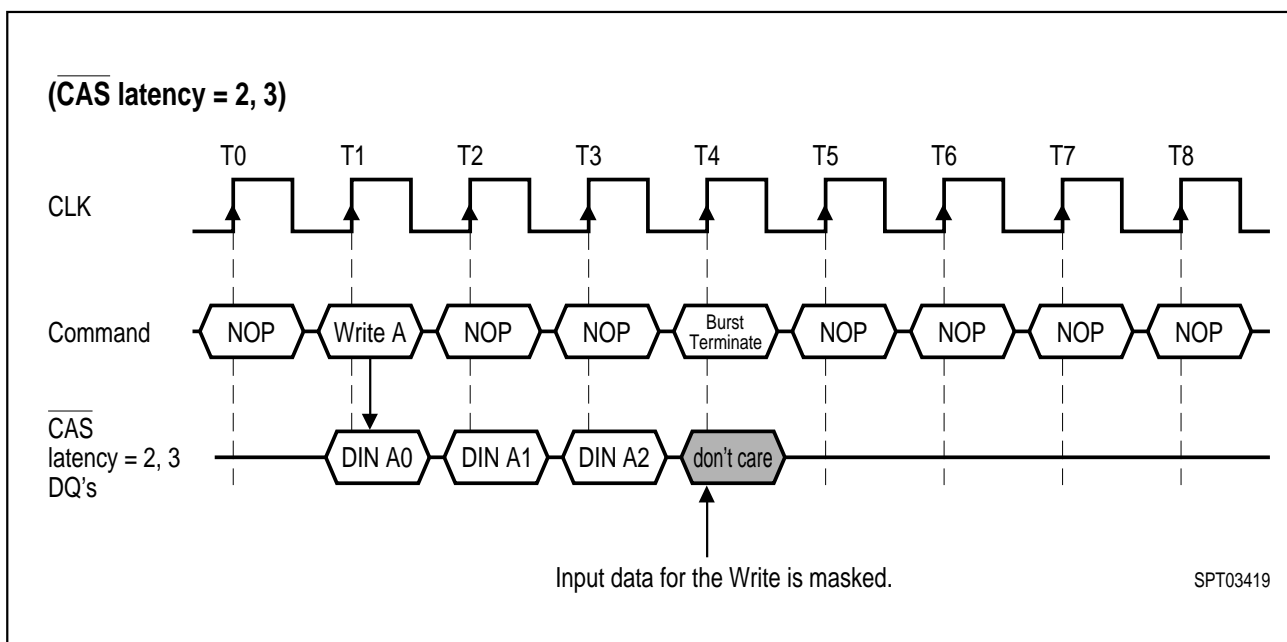 (CAS latency = 2, 3)
T0 T1 T2 T3 T4 T5 T6 T7 T8
CLK
Command NOP Write A NOP NOP Burst Terminate NOP NOP NOP NOP
CAS
latency = 2, 3
DQ’s
DIN A0 DIN A1 DIN A2 don't care
Input data for the Write is masked.
SPT03419